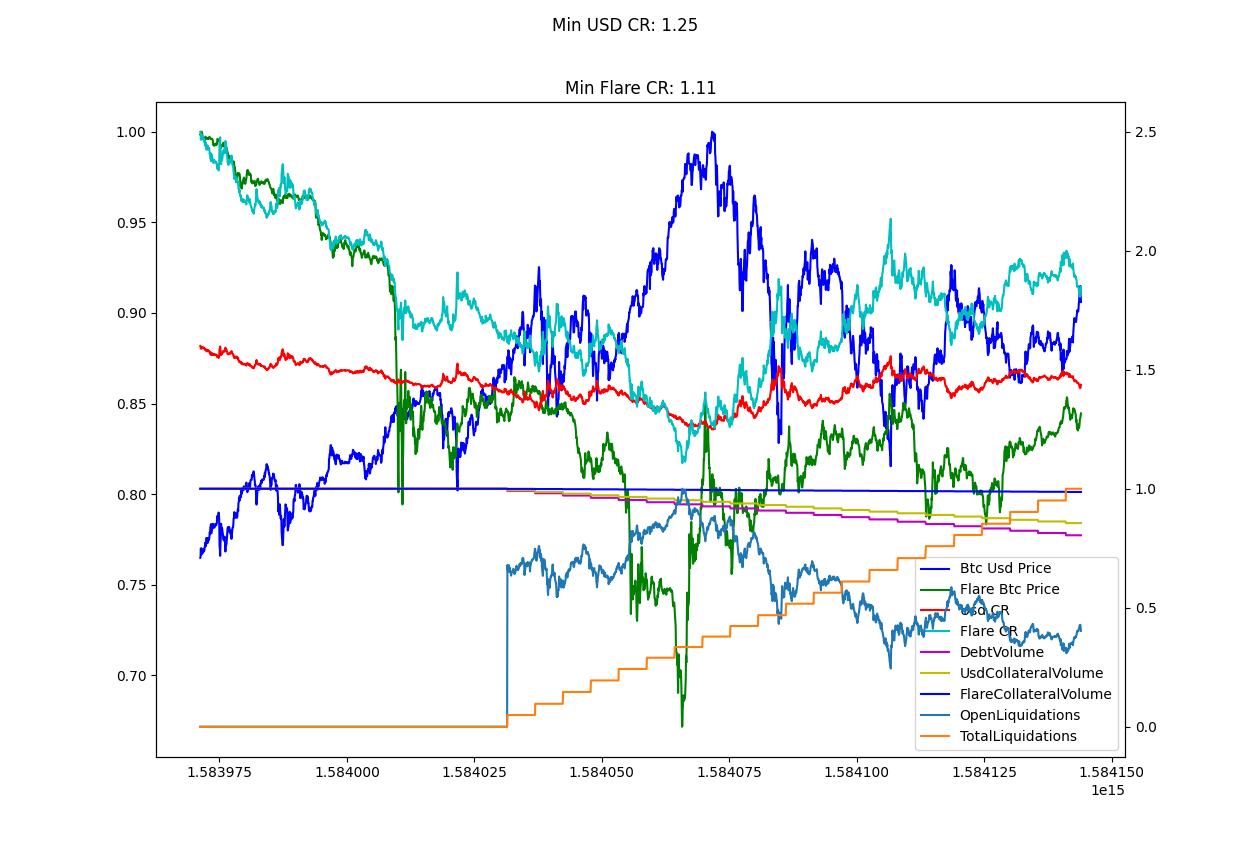 Min USD CR: 1.25
Min Flare CR: 1.11
1.00
0.95
0.90
0.85
0.80
0.75
0.70
2.5
2.0
1.5
1.0
0.5
0.0
Btc Usd Price
Flare Btc Price
Usd CR
Flare CR
DebtVolume
UsdCollateralVolume
FlareCollateralVolume
OpenLiquidations
TotalLiquidations
1.583975 1.584000 1.584025 1.584050 1.584075 1.584100 1.584125 1.584150
1e15